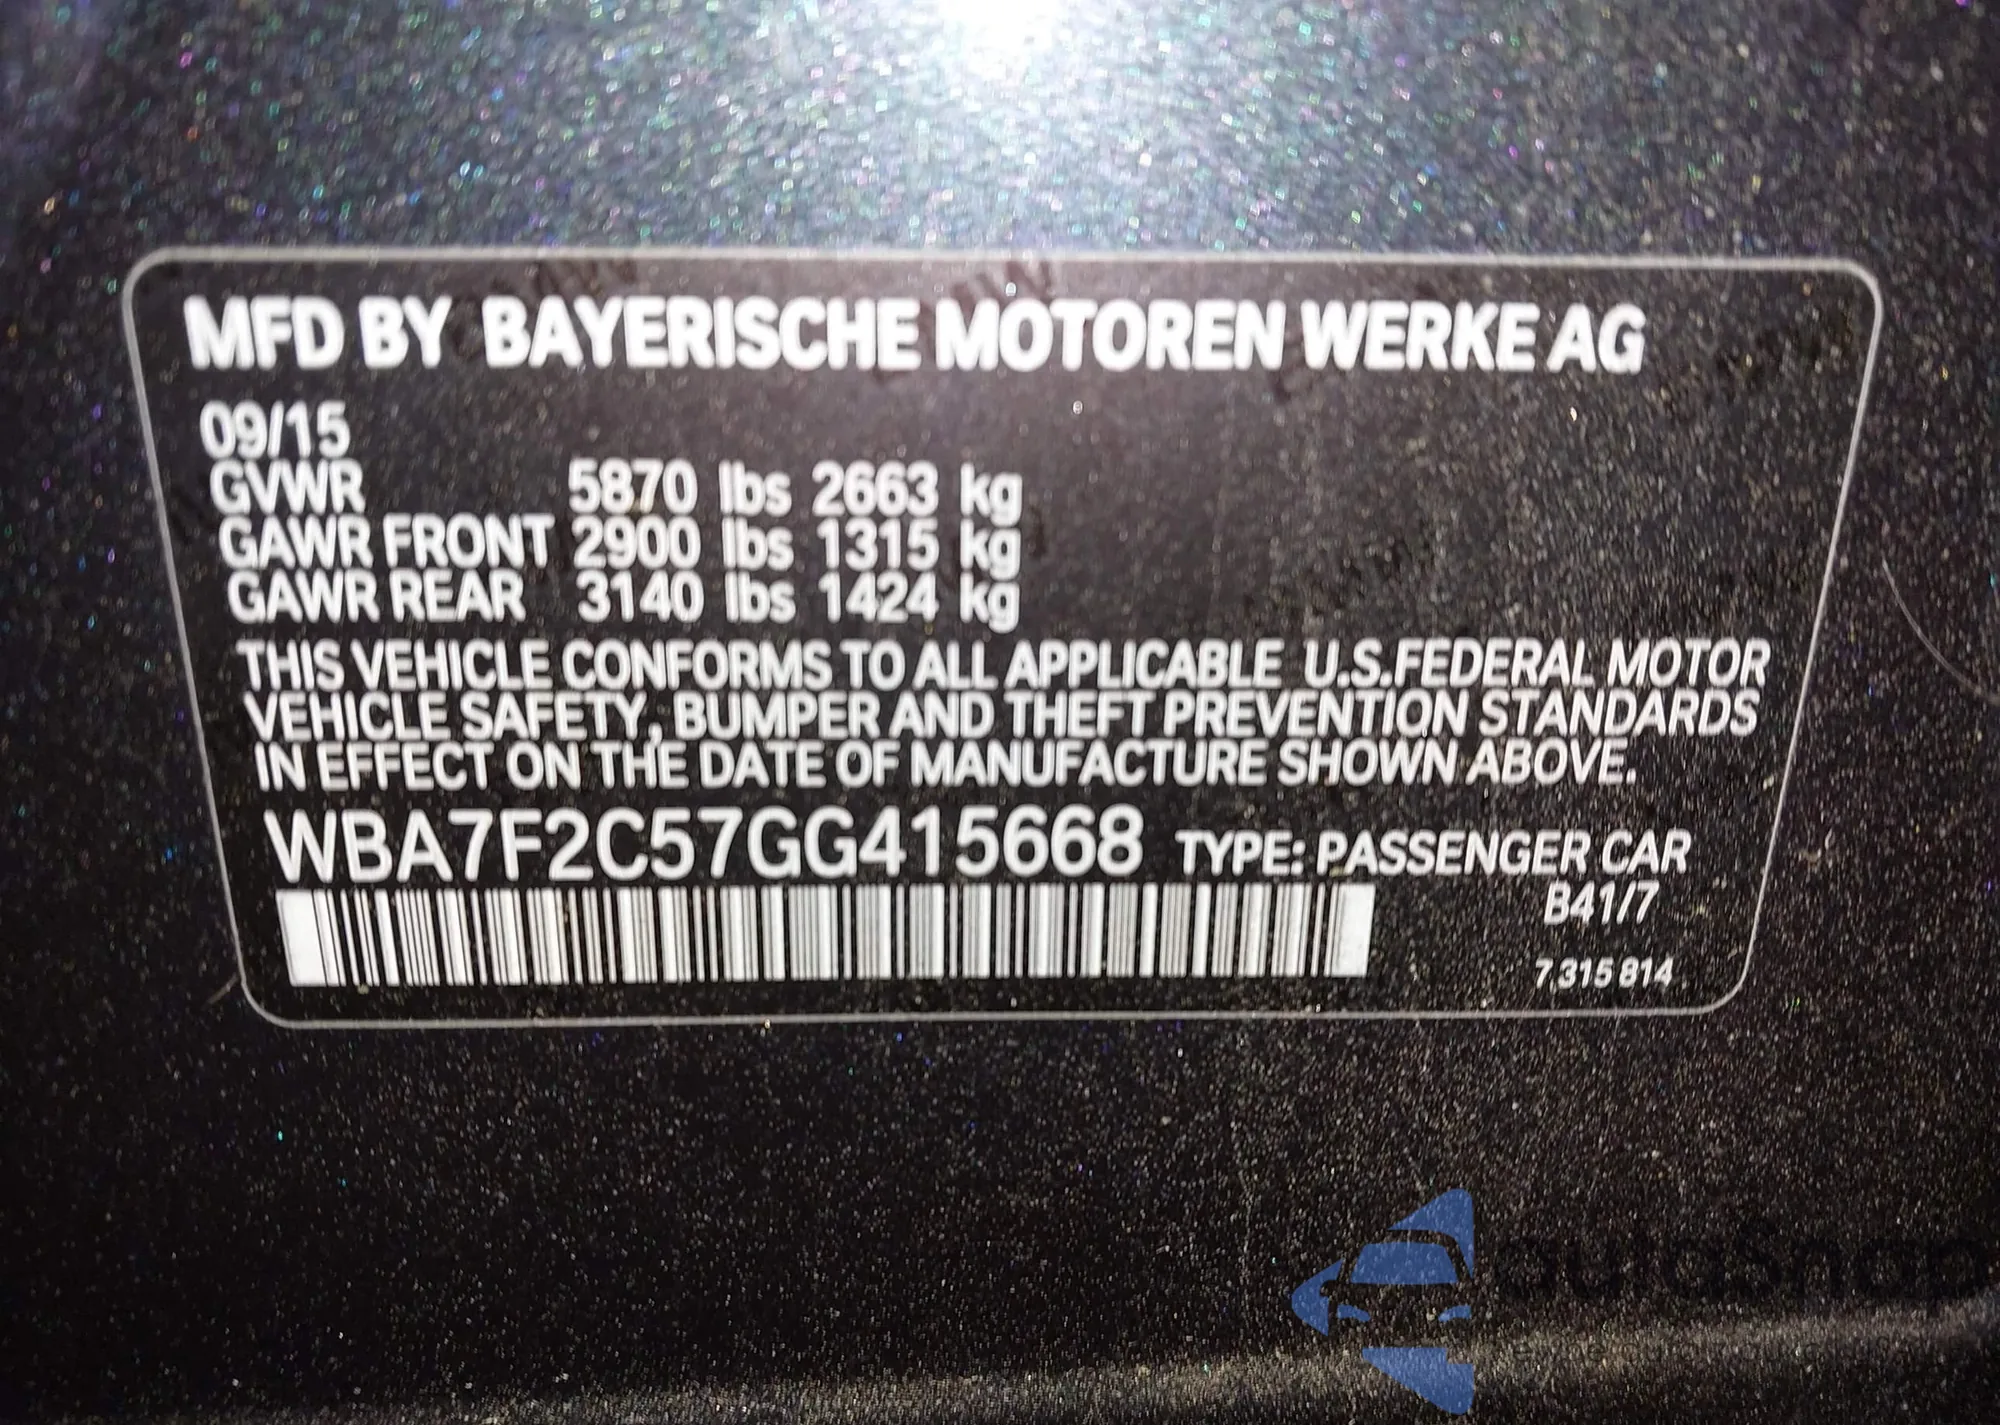 MFD BY BAYERISCHE MOTOREN WERKE AG
09/15
GVWR 5870 lbs 2663 kg
GAWR FRONT 2900 lbs 1315 kg
GAWR REAR 3140 lbs 1424 kg
THIS VEHICLE CONFORMS TO ALL APPLICABLE U.S.FEDERAL MOTOR
VEHICLE SAFETY, BUMPER AND THEFT PREVENTION STANDARDS
IN EFFECT ON THE DATE OF MANUFACTURE SHOWN ABOVE.
WBA7F2C57GG415668 TYPE: PASSENGER CAR
B41/7
7.315 814
autoSnap